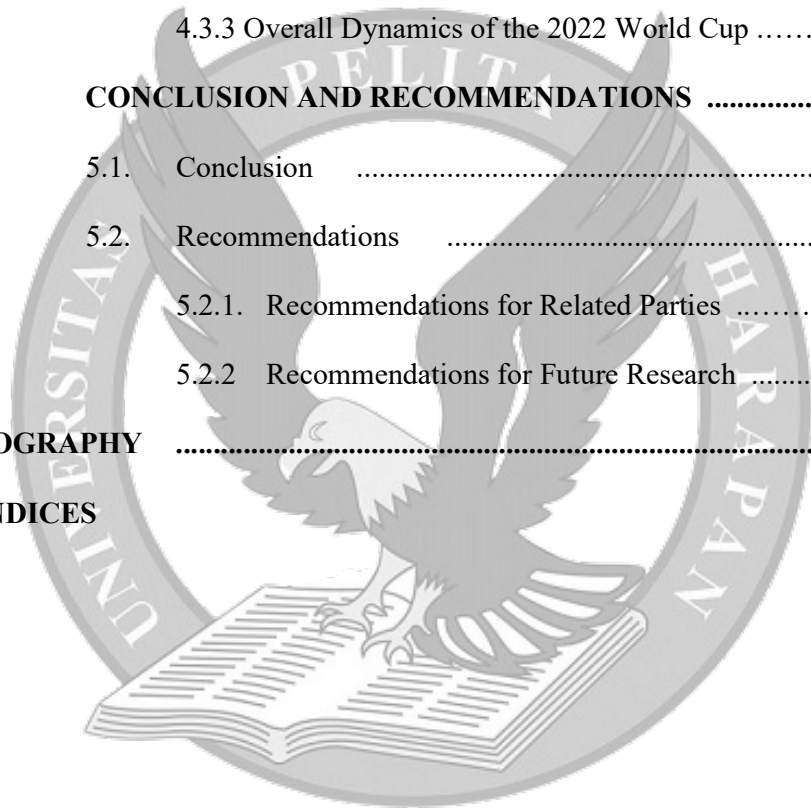 4.3.3 Overall Dynamics of the 2022 World Cup .......
CONCLUSION AND RECOMMENDATIONS ...............
5.1. Conclusion ..................................................................
5.2. Recommendations .....................................................
5.2.1. Recommendations for Related Parties .........
5.2.2 Recommendations for Future Research ........
OGRAPHY .........................................................................................
NDICES
UNIVERSITAS PELITA HARAPAN